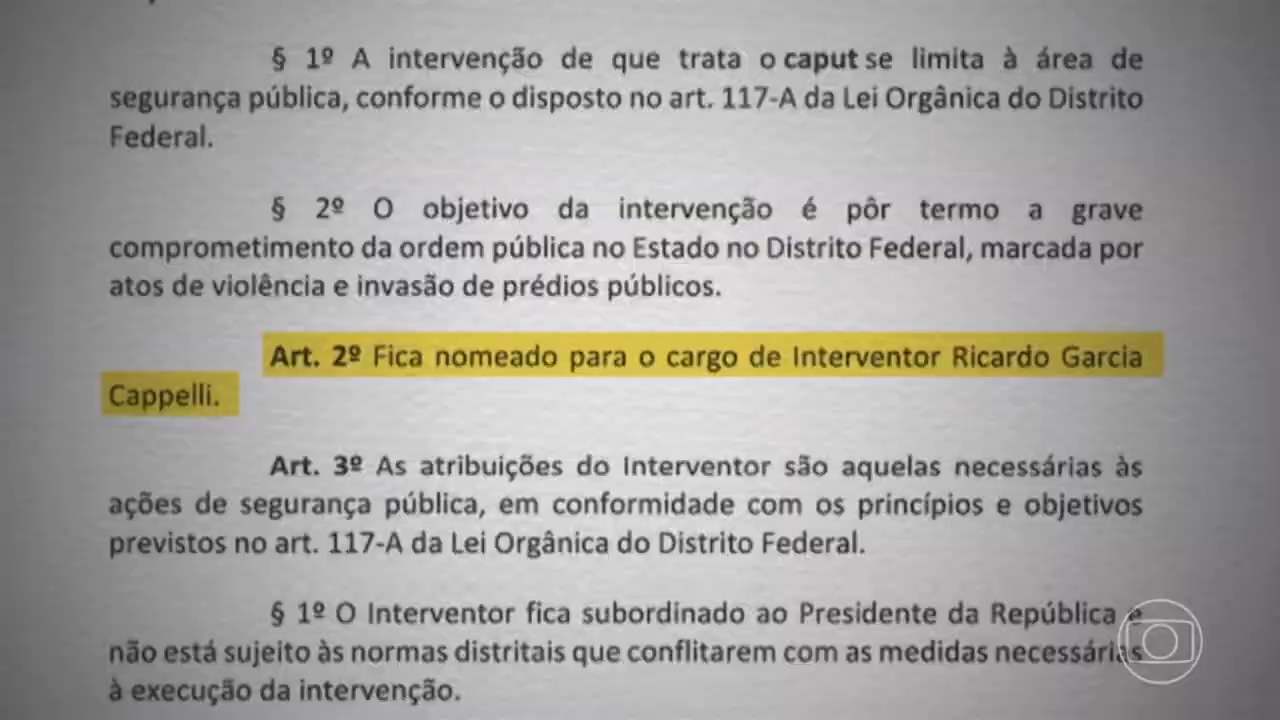 § 1º A intervenção de que trata o caput se limita à área de
segurança pública, conforme o disposto no art. 117-A da Lei Orgânica do Distrito
Federal.
§ 2º O objetivo da intervenção é pôr termo a grave
comprometimento da ordem pública no Estado no Distrito Federal, marcada por
atos de violência e invasão de prédios públicos.
Art. 2º Fica nomeado para o cargo de Interventor Ricardo Garcia
Cappelli.
Art. 3º As atribuições do Interventor são aquelas necessárias às
ações de segurança pública, em conformidade com os princípios e objetivos
previstos no art. 117-A da Lei Orgânica do Distrito Federal.
§ 1º O Interventor fica subordinado ao Presidente da República e
não está sujeito às normas distritais que conflitarem com as medidas necessárias
à execução da intervenção.